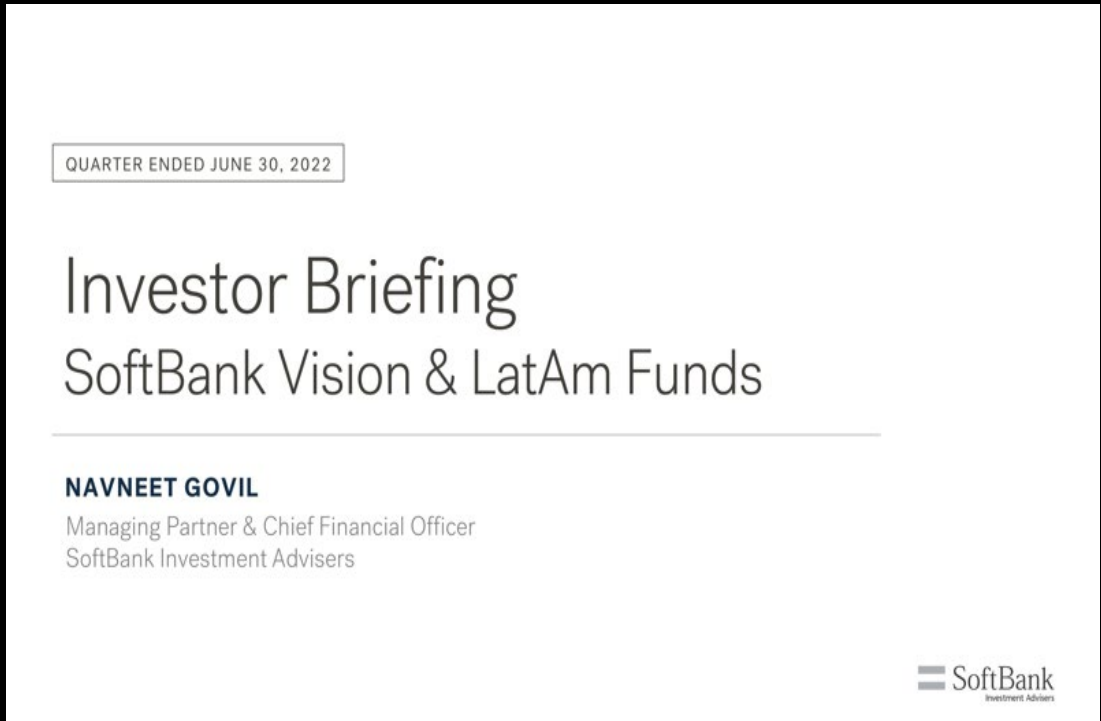 QUARTER ENDED JUNE 30, 2022
Investor Briefing
SoftBank Vision & LatAm Funds
NAVNEET GOVIL
Managing Partner & Chief Financial Officer
SoftBank Investment Advisers
SoftBank
Investment Advisers